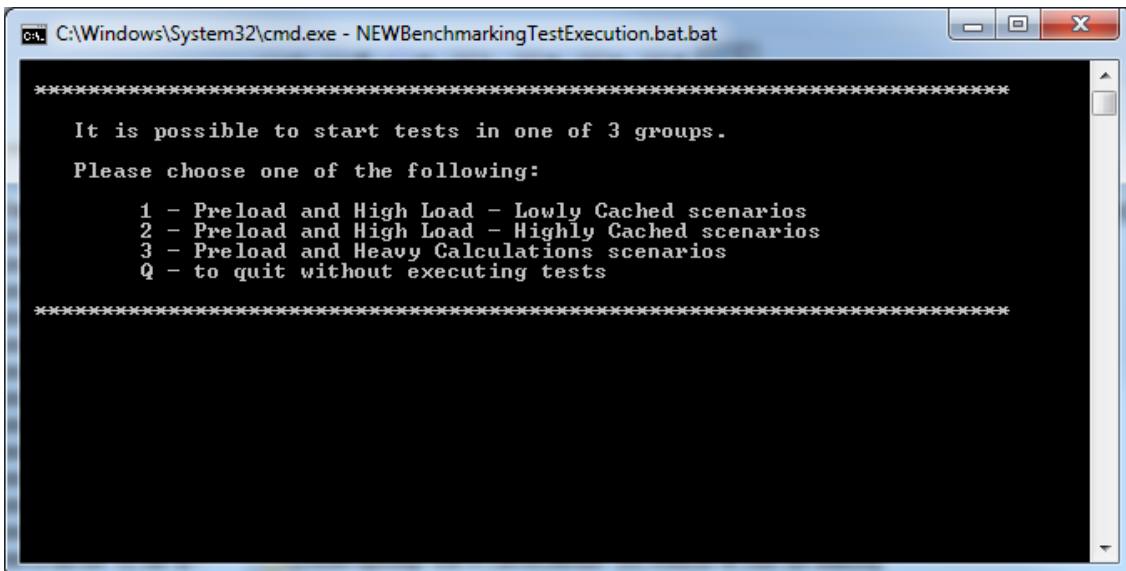 C:\Windows\System32\cmd.exe - NEWBenchmarkingTestExecution.bat.bat
*************************************************************************
It is possible to start tests in one of 3 groups.
Please choose one of the following:
1 - Preload and High Load - Lowly Cached scenarios
2 - Preload and High Load - Highly Cached scenarios
3 - Preload and Heavy Calculations scenarios
Q - to quit without executing tests
*************************************************************************